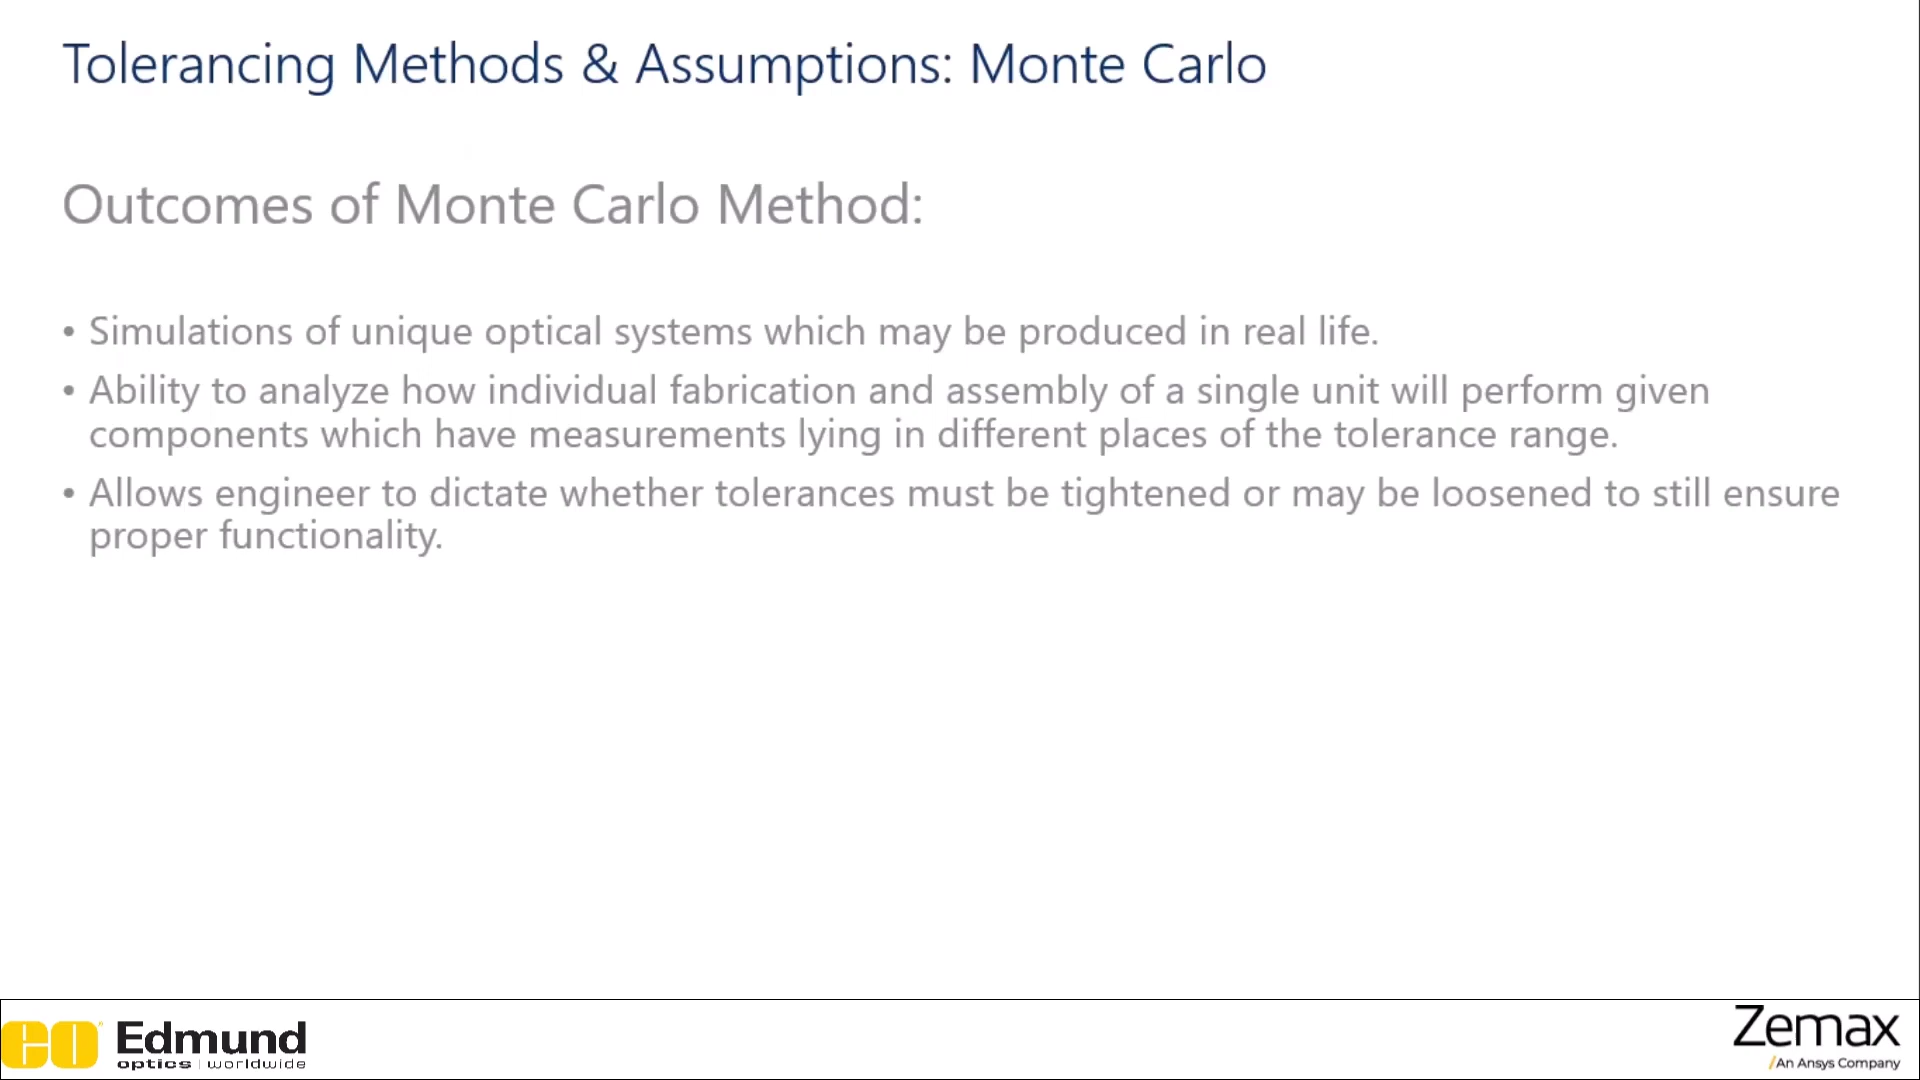 Tolerancing Methods & Assumptions: Monte Carlo
Outcomes of Monte Carlo Method:
• Simulations of unique optical systems which may be produced in real life.
• Ability to analyze how individual fabrication and assembly of a single unit will perform given
components which have measurements lying in different places of the tolerance range.
• Allows engineer to dictate whether tolerances must be tightened or may be loosened to still ensure
proper functionality.
EO Edmund
optics | worldwide
Zemax
/An Ansys Company